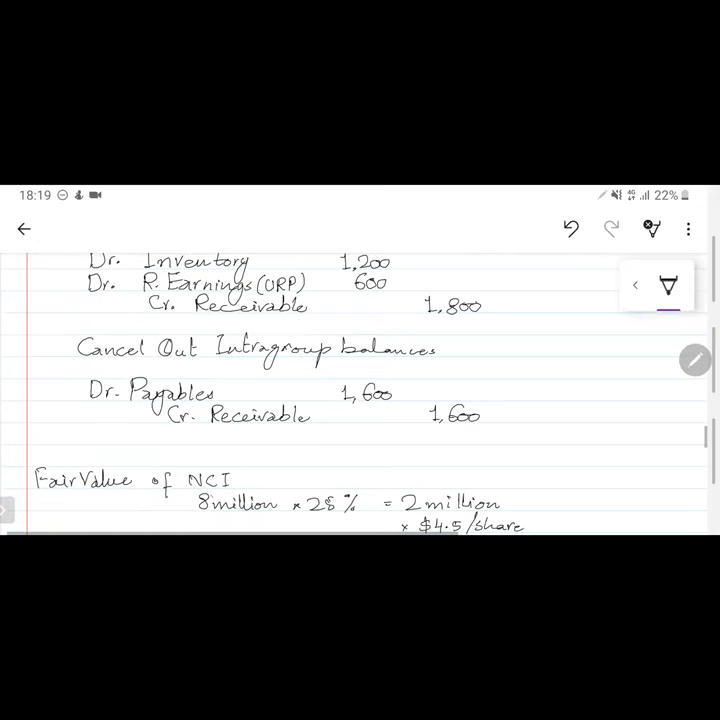 18:19 4G 22%
Dr. Inventory 1,200
Dr. R. Earnings (URP) 600
Cr. Receivable 1,800
Cancel Out Intragroup balances
Dr. Payables 1,600
Cr. Receivable 1,600
Fair Value of NCI
8 million × 28% = 2 million
× $4.5/share